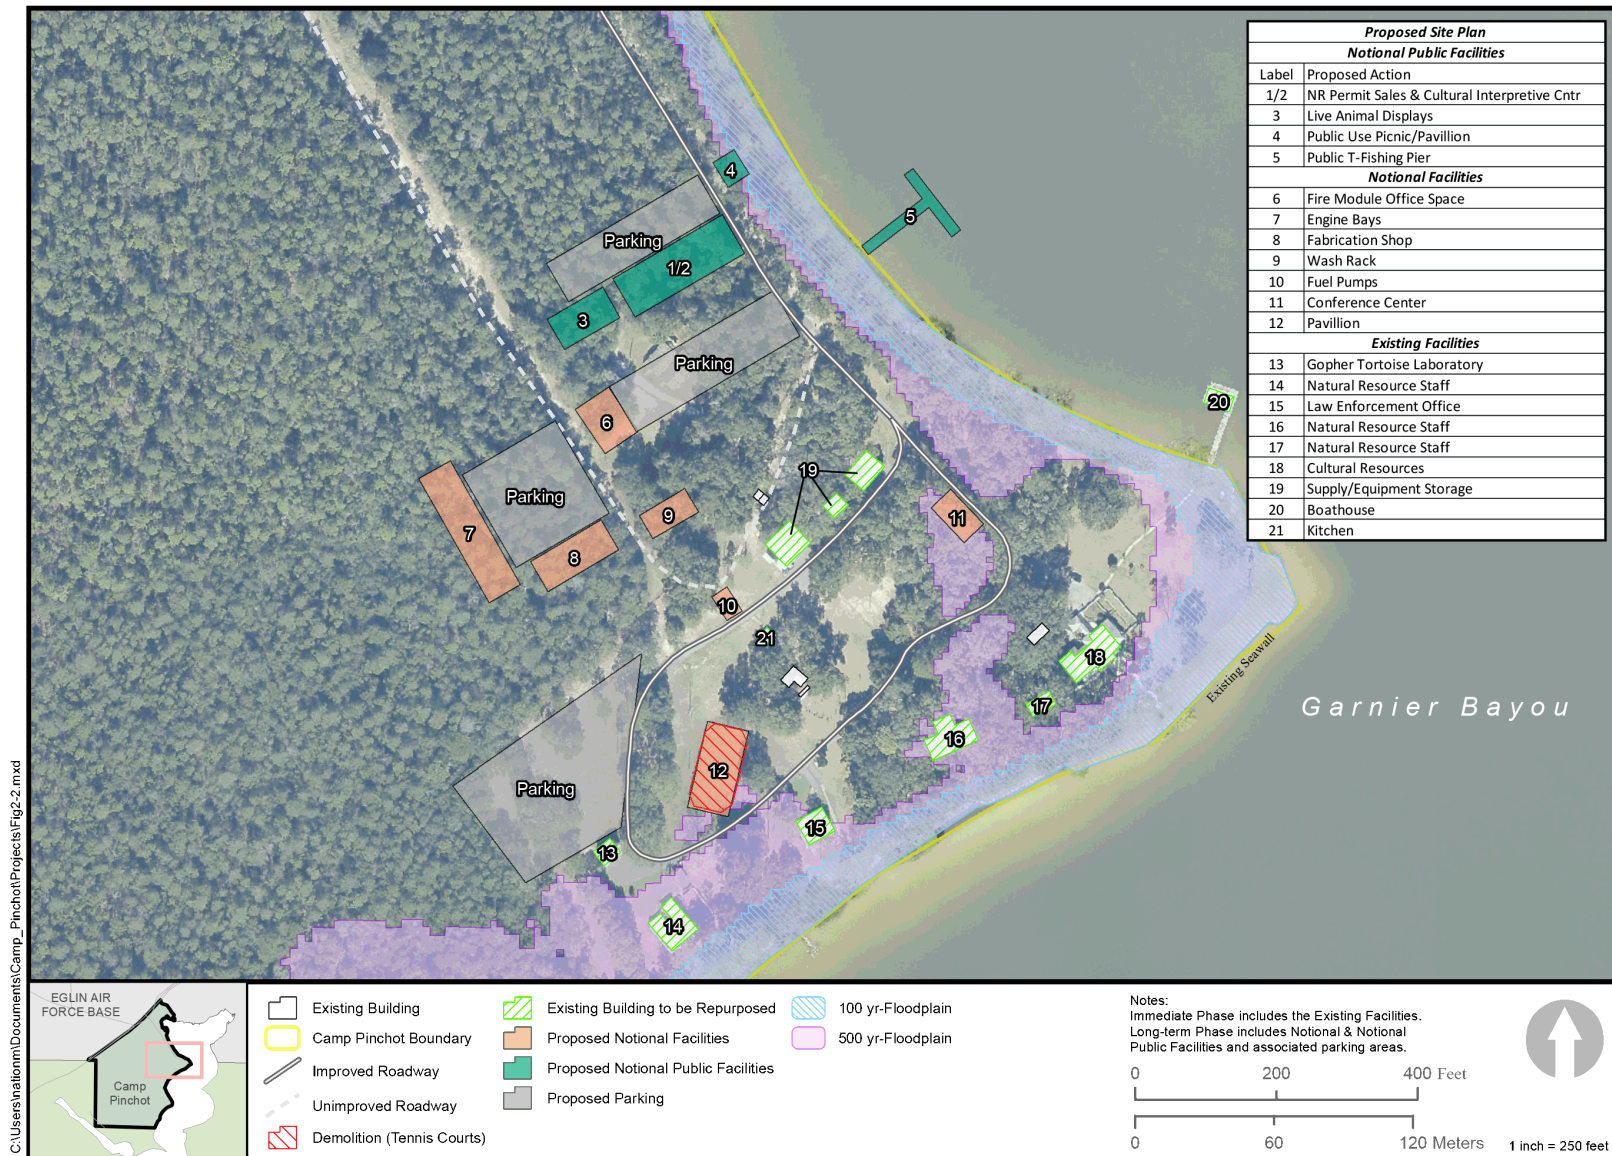 Proposed Site Plan
Notional Public Facilities
Label Proposed Action
1/2 NR Permit Sales & Cultural Interpretive Cntr
3 Live Animal Displays
4 Public Use Picnic/Pavillion
5 Public T-Fishing Pier
Notional Facilities
6 Fire Module Office Space
7 Engine Bays
8 Fabrication Shop
9 Wash Rack
10 Fuel Pumps
11 Conference Center
12 Pavillion
Existing Facilities
13 Gopher Tortoise Laboratory
14 Natural Resource Staff
15 Law Enforcement Office
16 Natural Resource Staff
17 Natural Resource Staff
18 Cultural Resources
19 Supply/Equipment Storage
20 Boathouse
21 Kitchen
4
5
Parking
1/2
3
Parking
20
6
19
Parking
9
11
7
8
10
21
18
Existing Seawall
17
Garnier Bayou
16
12
Parking
15
13
14
C:\Users\nationm\Documents\Camp_Pinchot\Projects\Fig2-2.mxd
EGLIN AIR
FORCE BASE
Camp
Pinchot
Existing Building
Camp Pinchot Boundary
Improved Roadway
Unimproved Roadway
Demolition (Tennis Courts)
Existing Building to be Repurposed
Proposed Notional Facilities
Proposed Notional Public Facilities
Proposed Parking
100 yr-Floodplain
500 yr-Floodplain
Notes:
Immediate Phase includes the Existing Facilities.
Long-term Phase includes Notional & Notional
Public Facilities and associated parking areas.
0 200 400 Feet
0 60 120 Meters
1 inch = 250 feet